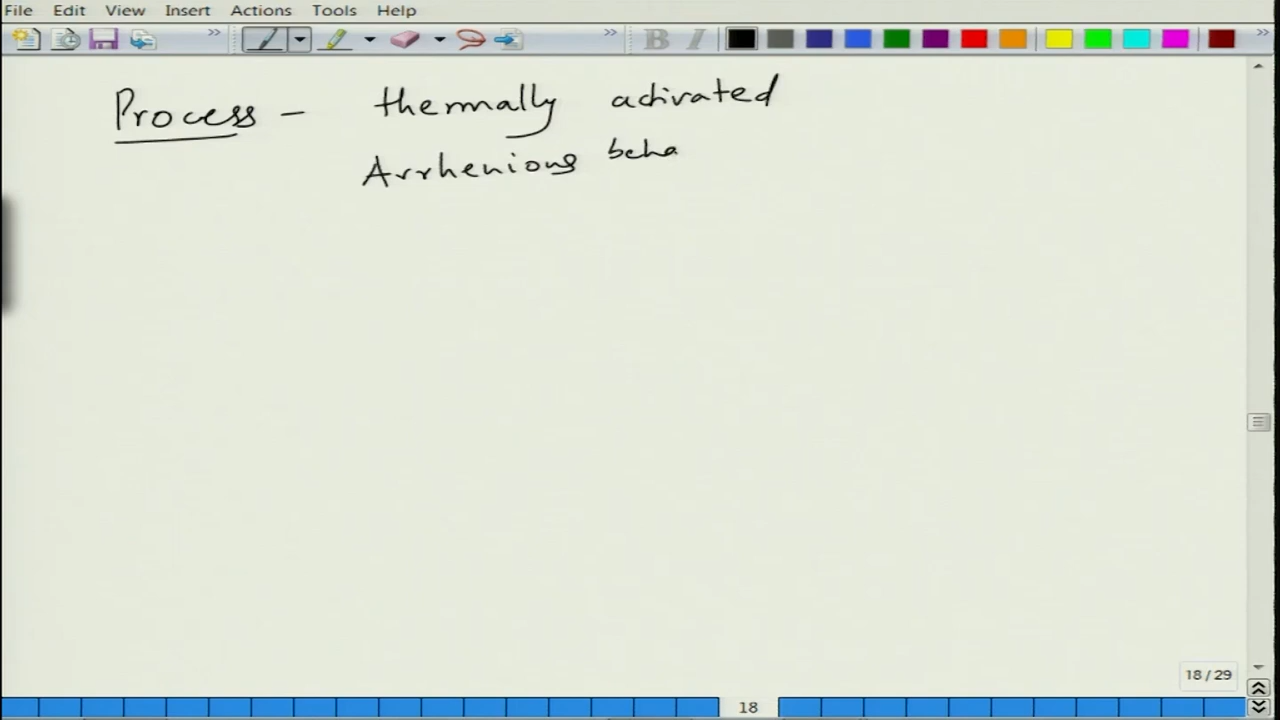 File Edit View Insert Actions Tools Help
B I
Process - thermally activated
Arrhenious beha
18 / 29
18